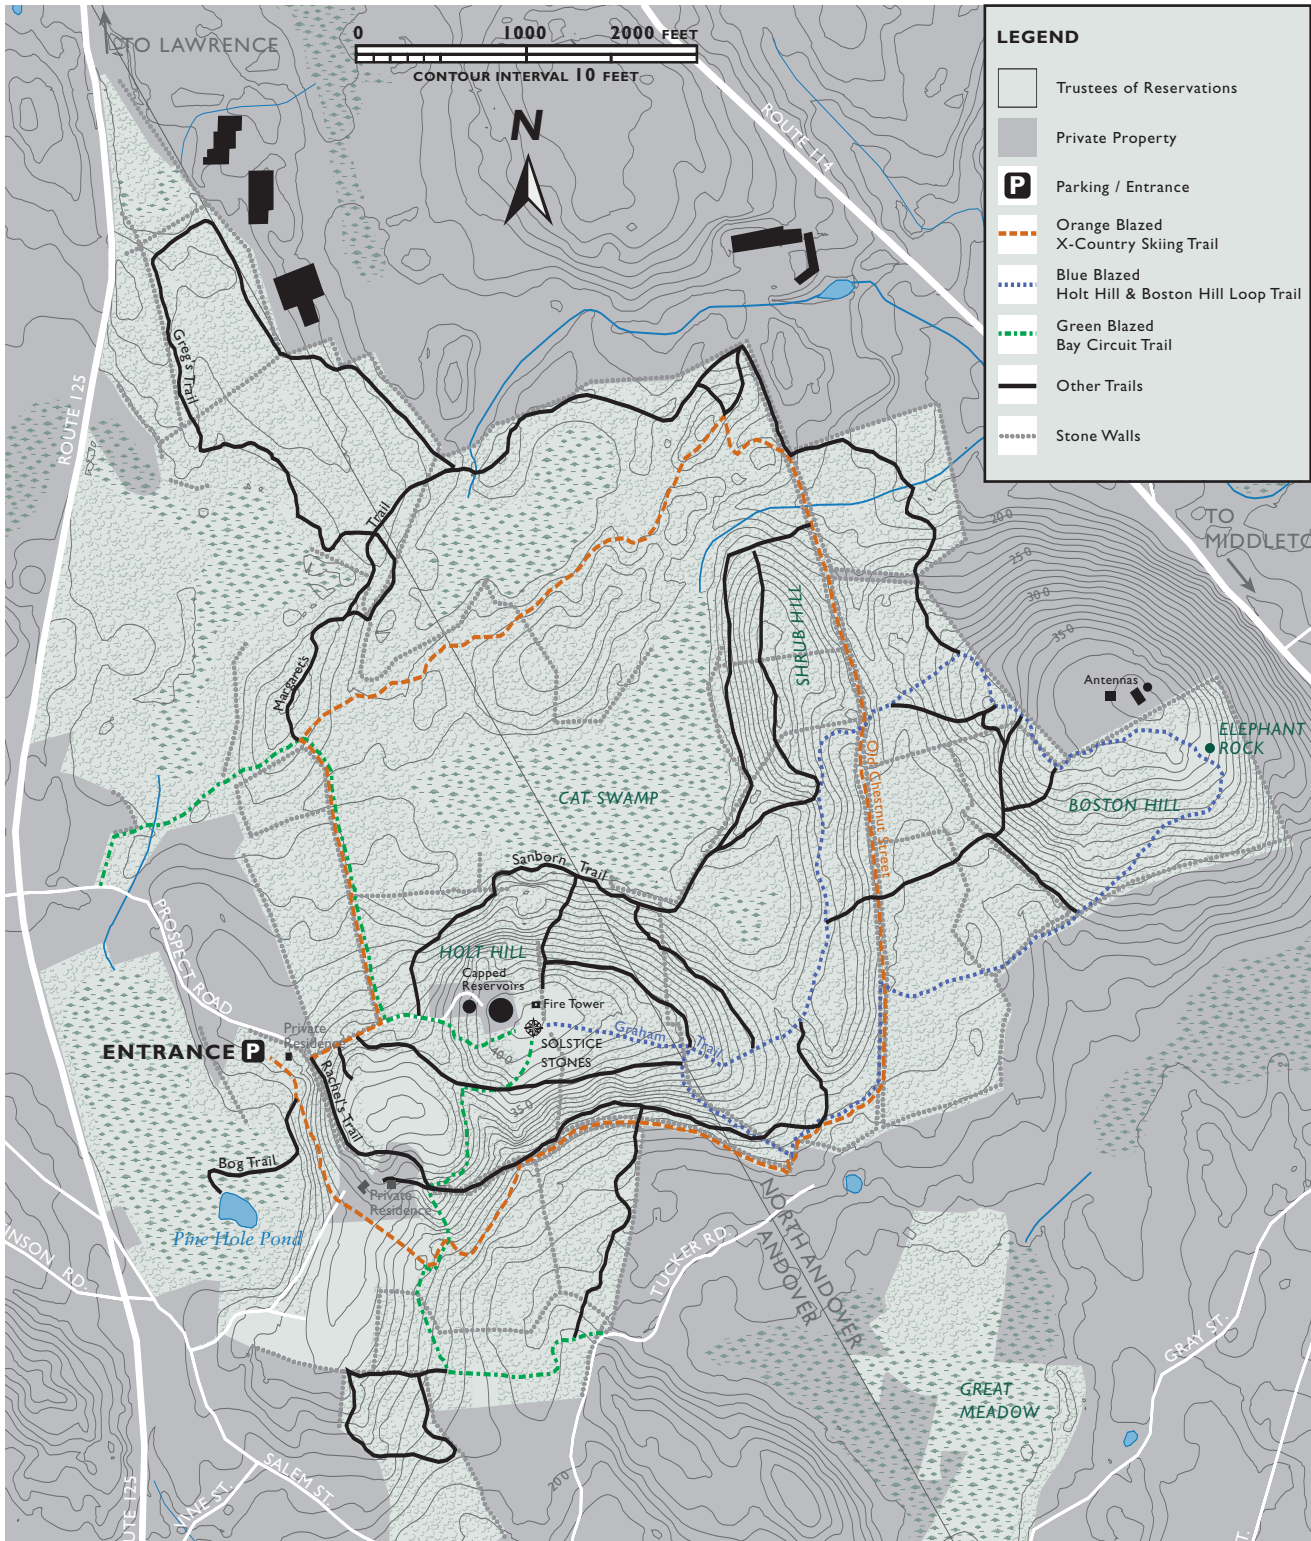 TO LAWRENCE
0 1000 2000 FEET
CONTOUR INTERVAL 10 FEET
N
ROUTE 114
LEGEND
Trustees of Reservations
Private Property
P
Parking / Entrance
Orange Blazed
X-Country Skiing Trail
Blue Blazed
Holt Hill & Boston Hill Loop Trail
Green Blazed
Bay Circuit Trail
Other Trails
Stone Walls
ROUTE 125
Greg's Trail
Trail
TO
MIDDLETO
200
250
300
350
SHRUB HILL
Margaret's
Antennas
ELEPHANT
ROCK
Old Chestnut Street
CAT SWAMP
BOSTON HILL
Sanborn Trail
PROSPECT ROAD
HOLT HILL
Capped
Reservoirs
Fire Tower
Graham Trail
SOLSTICE
STONES
400
350
Private
Residence
ENTRANCE P
Rachel's Trail
Bog Trail
Private
Residence
Pine Hole Pond
INSON RD.
TUCKER RD.
NORTH ANDOVER
ANDOVER
GRAY ST.
GREAT
MEADOW
200
SALEM ST.
VINE ST.
UTE 125
T.